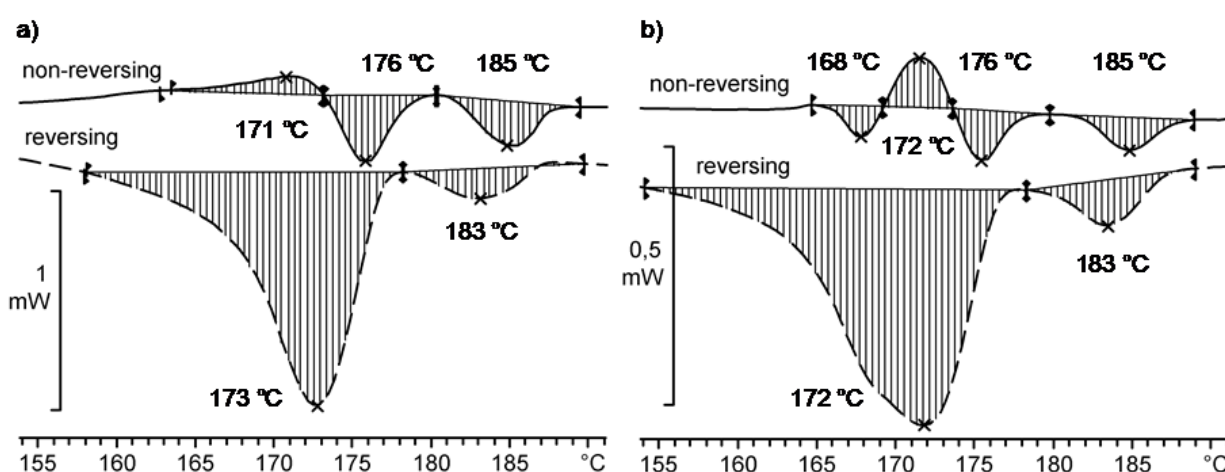 a)
non-reversing
176 ºC
185 ºC
171 ºC
reversing
183 ºC
1
mW
173 ºC
155 160 165 170 175 180 185 ºC
b)
168 ºC
176 ºC
185 ºC
non-reversing
172 ºC
reversing
0,5
mW
183 ºC
172 ºC
155 160 165 170 175 180 185 ºC